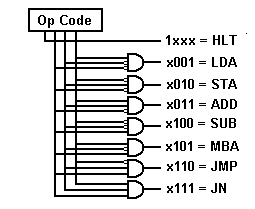 Op Code
1xxx = HLT
x001 = LDA
x010 = STA
x011 = ADD
x100 = SUB
x101 = MBA
x110 = JMP
x111 = JN